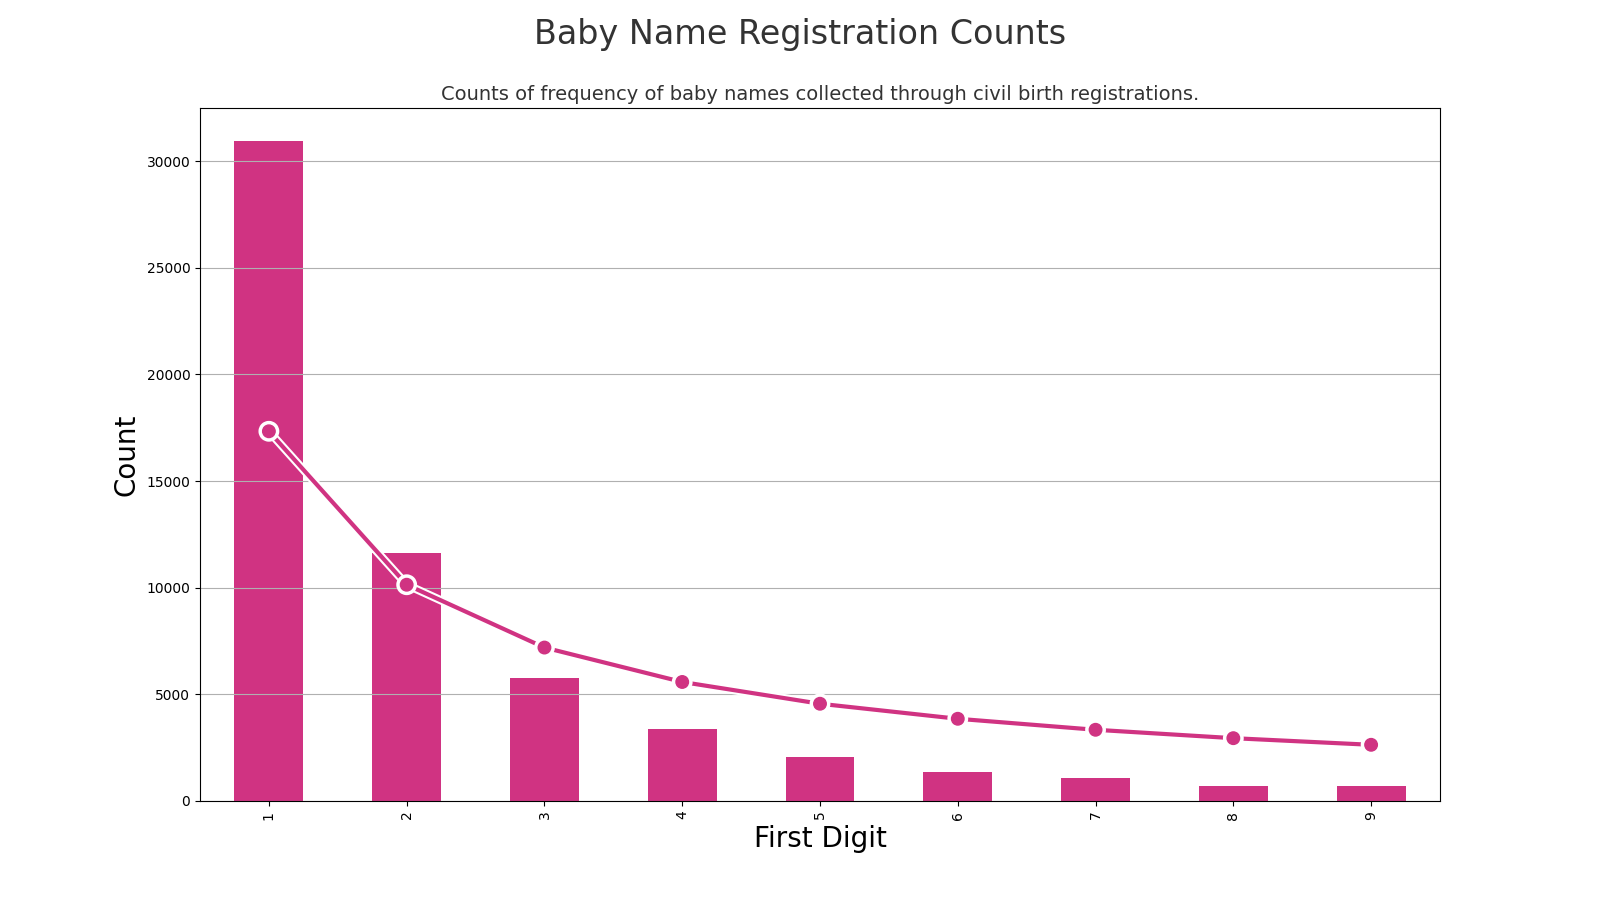 Baby Name Registration Counts
Counts of frequency of baby names collected through civil birth registrations.
30000
25000
20000
15000
10000
5000
0
Count
1 2 3 4 5 6 7 8 9
First Digit